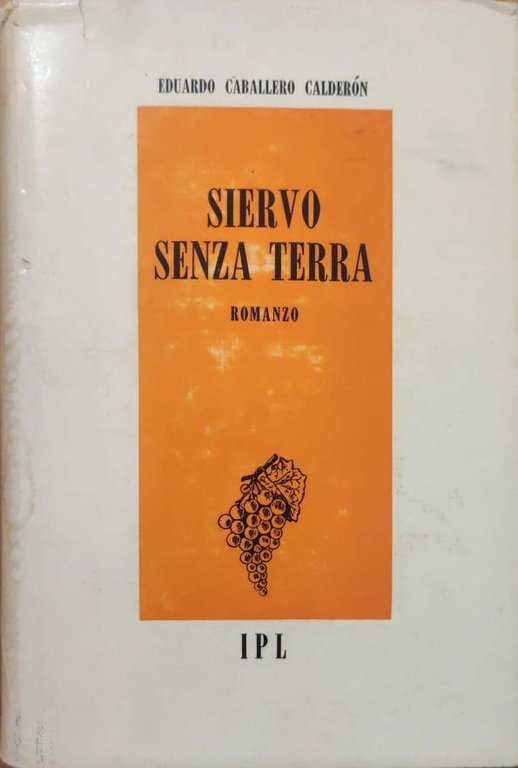 EDUARDO CABALLERO CALDERÓN
SIERVO
SENZA TERRA
ROMANZO
IPL